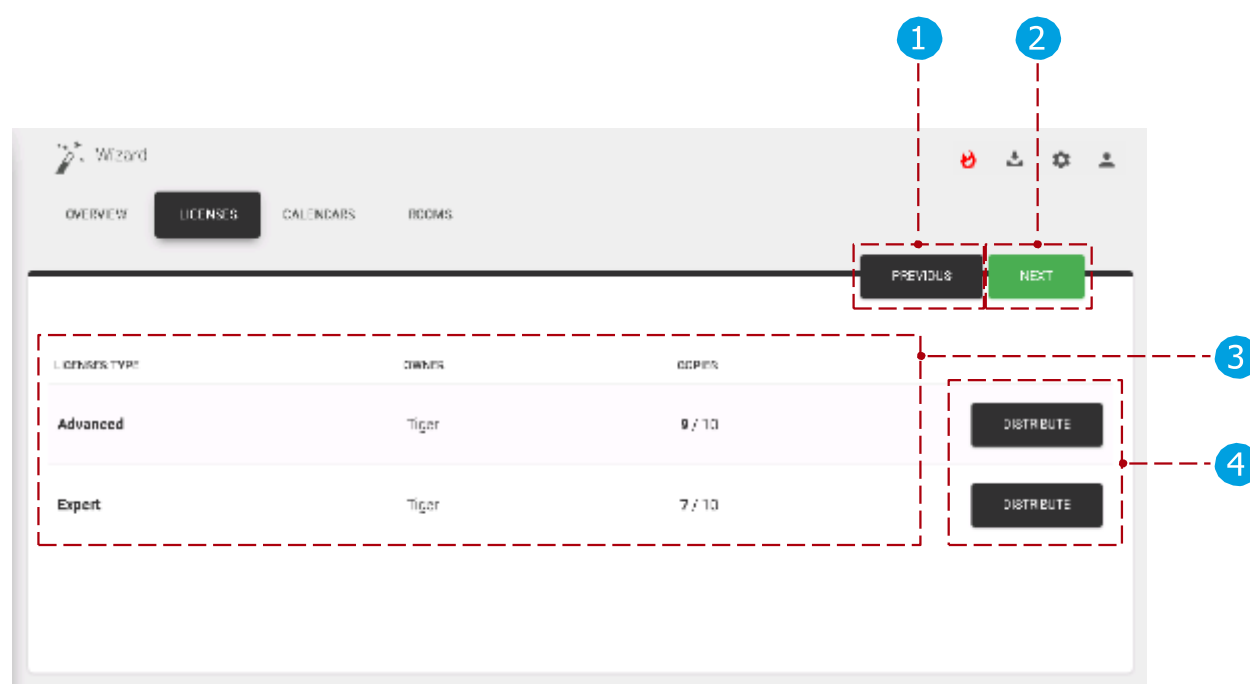 1 2
Wizard
OVERVIEW LICENSES CALENDARS ROOMS
PREVIOUS NEXT
3
LICENSES TYPE OWNER COPIES
Advanced Tiger 9 / 10 DISTRIBUTE
4
Expert Tiger 7 / 10 DISTRIBUTE